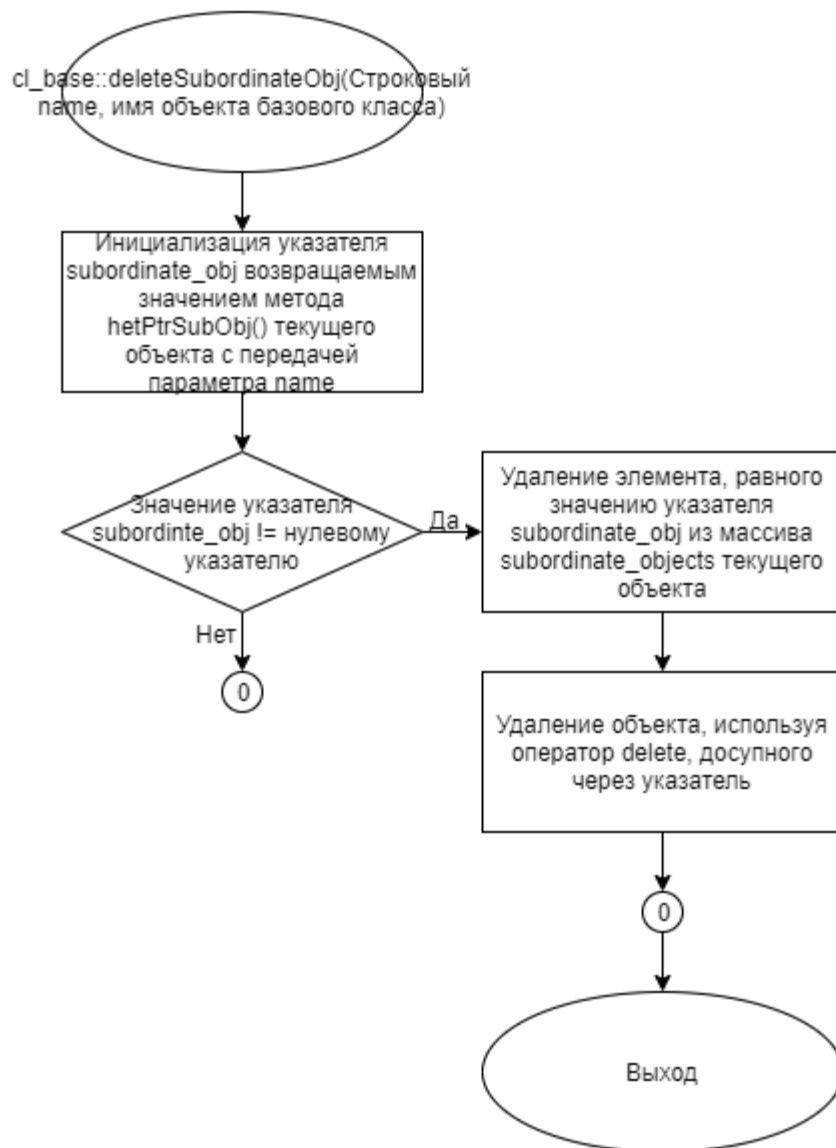 cl_base::deleteSubordinateObj(Строковый
name, имя объекта базового класса)
Инициализация указателя
subordinate_obj возвращаемым
значением метода
hetPtrSubObj() текущего
объекта с передачей
параметра name
Значение указателя
subordinte_obj != нулевому
указателю
Да
Нет
0
Удаление элемента, равного
значению указателя
subordinate_obj из массива
subordinate_objects текущего
объекта
Удаление объекта, используя
оператор delete, досупного
через указатель
0
Выход